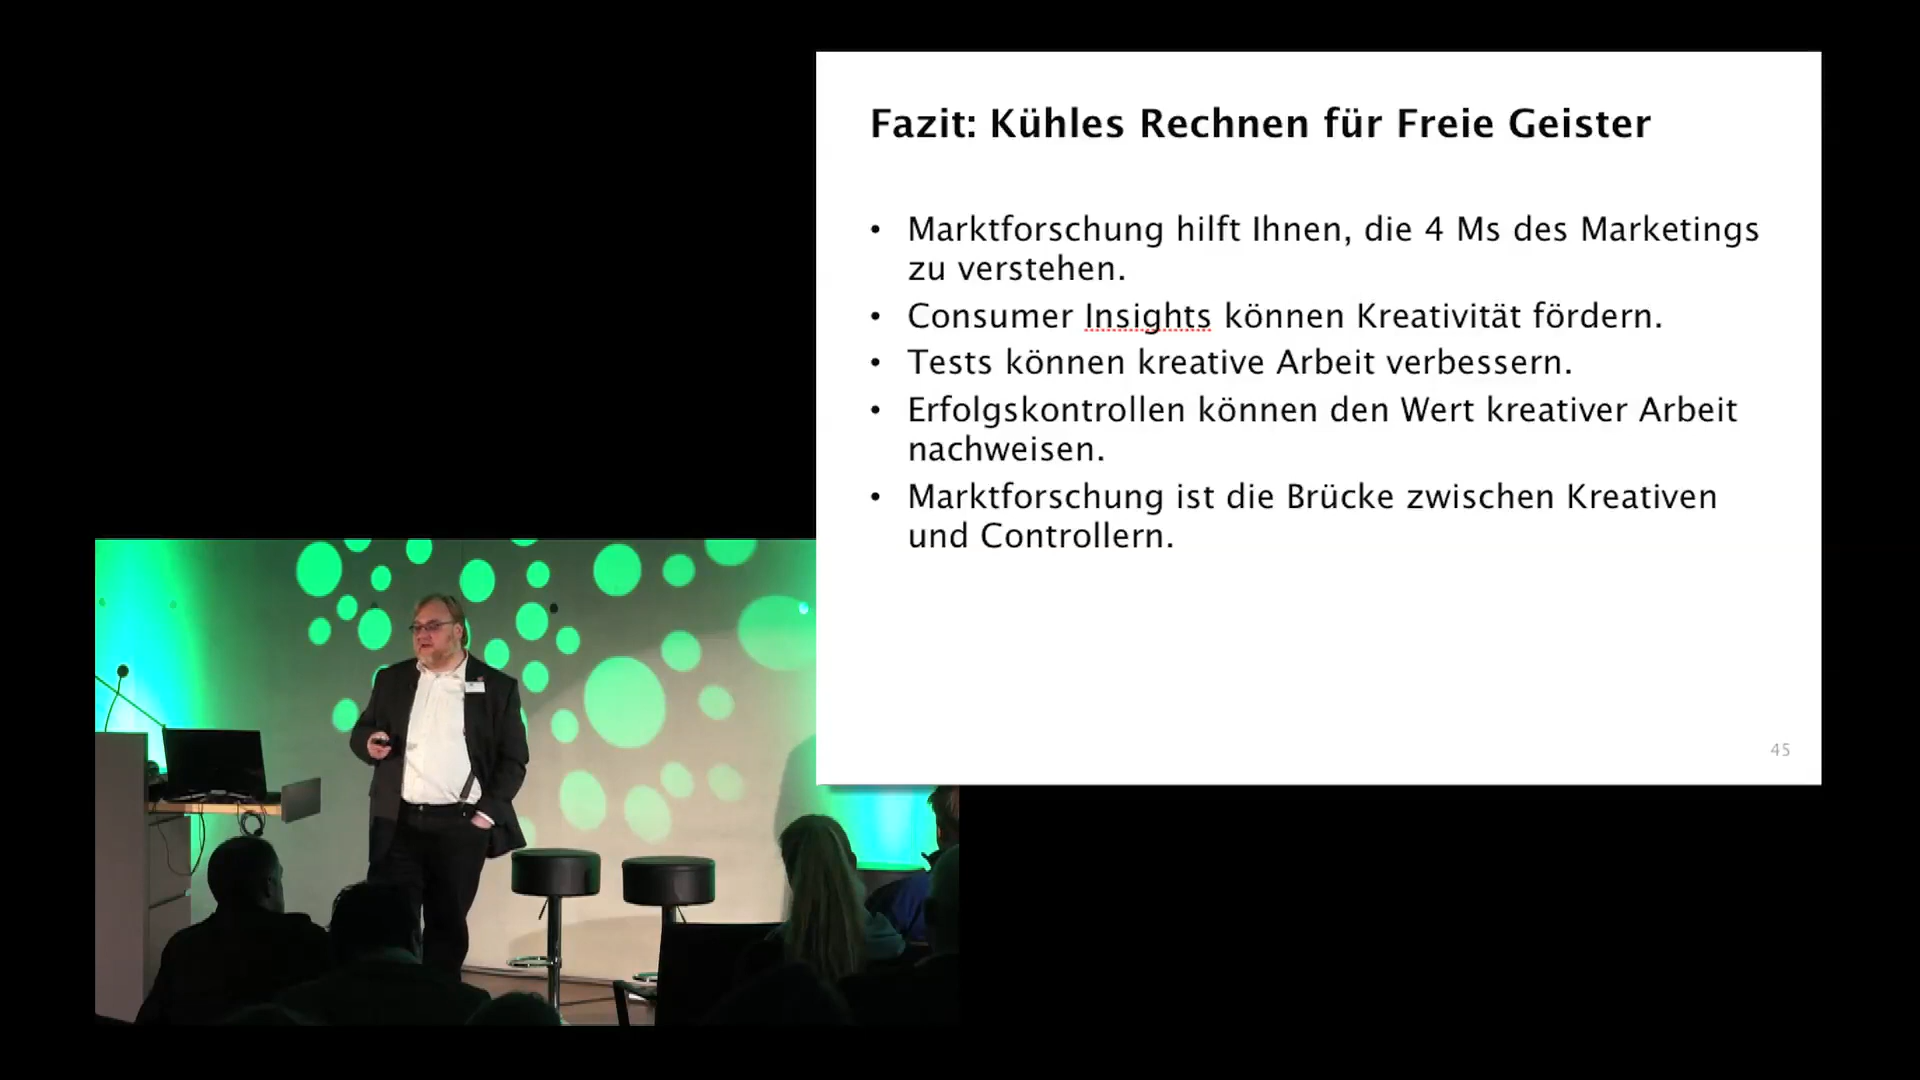 Fazit: Kühles Rechnen für Freie Geister
• Marktforschung hilft Ihnen, die 4 Ms des Marketings
zu verstehen.
• Consumer Insights können Kreativität fördern.
• Tests können kreative Arbeit verbessern.
• Erfolgskontrollen können den Wert kreativer Arbeit
nachweisen.
• Marktforschung ist die Brücke zwischen Kreativen
und Controllern.
45